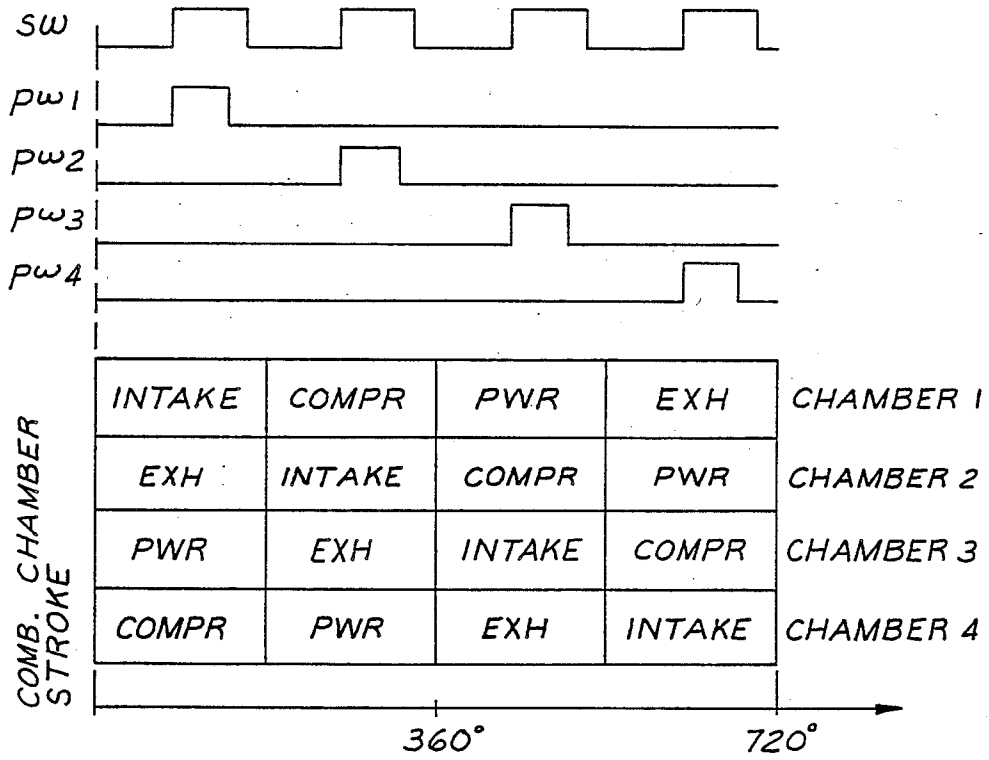 sw
pw1
pw2
pw3
pw4
INTAKE COMPR PWR EXH CHAMBER 1
EXH INTAKE COMPR PWR CHAMBER 2
PWR EXH INTAKE COMPR CHAMBER 3
COMPR PWR EXH INTAKE CHAMBER 4
COMB. CHAMBER
STROKE
360° 720°